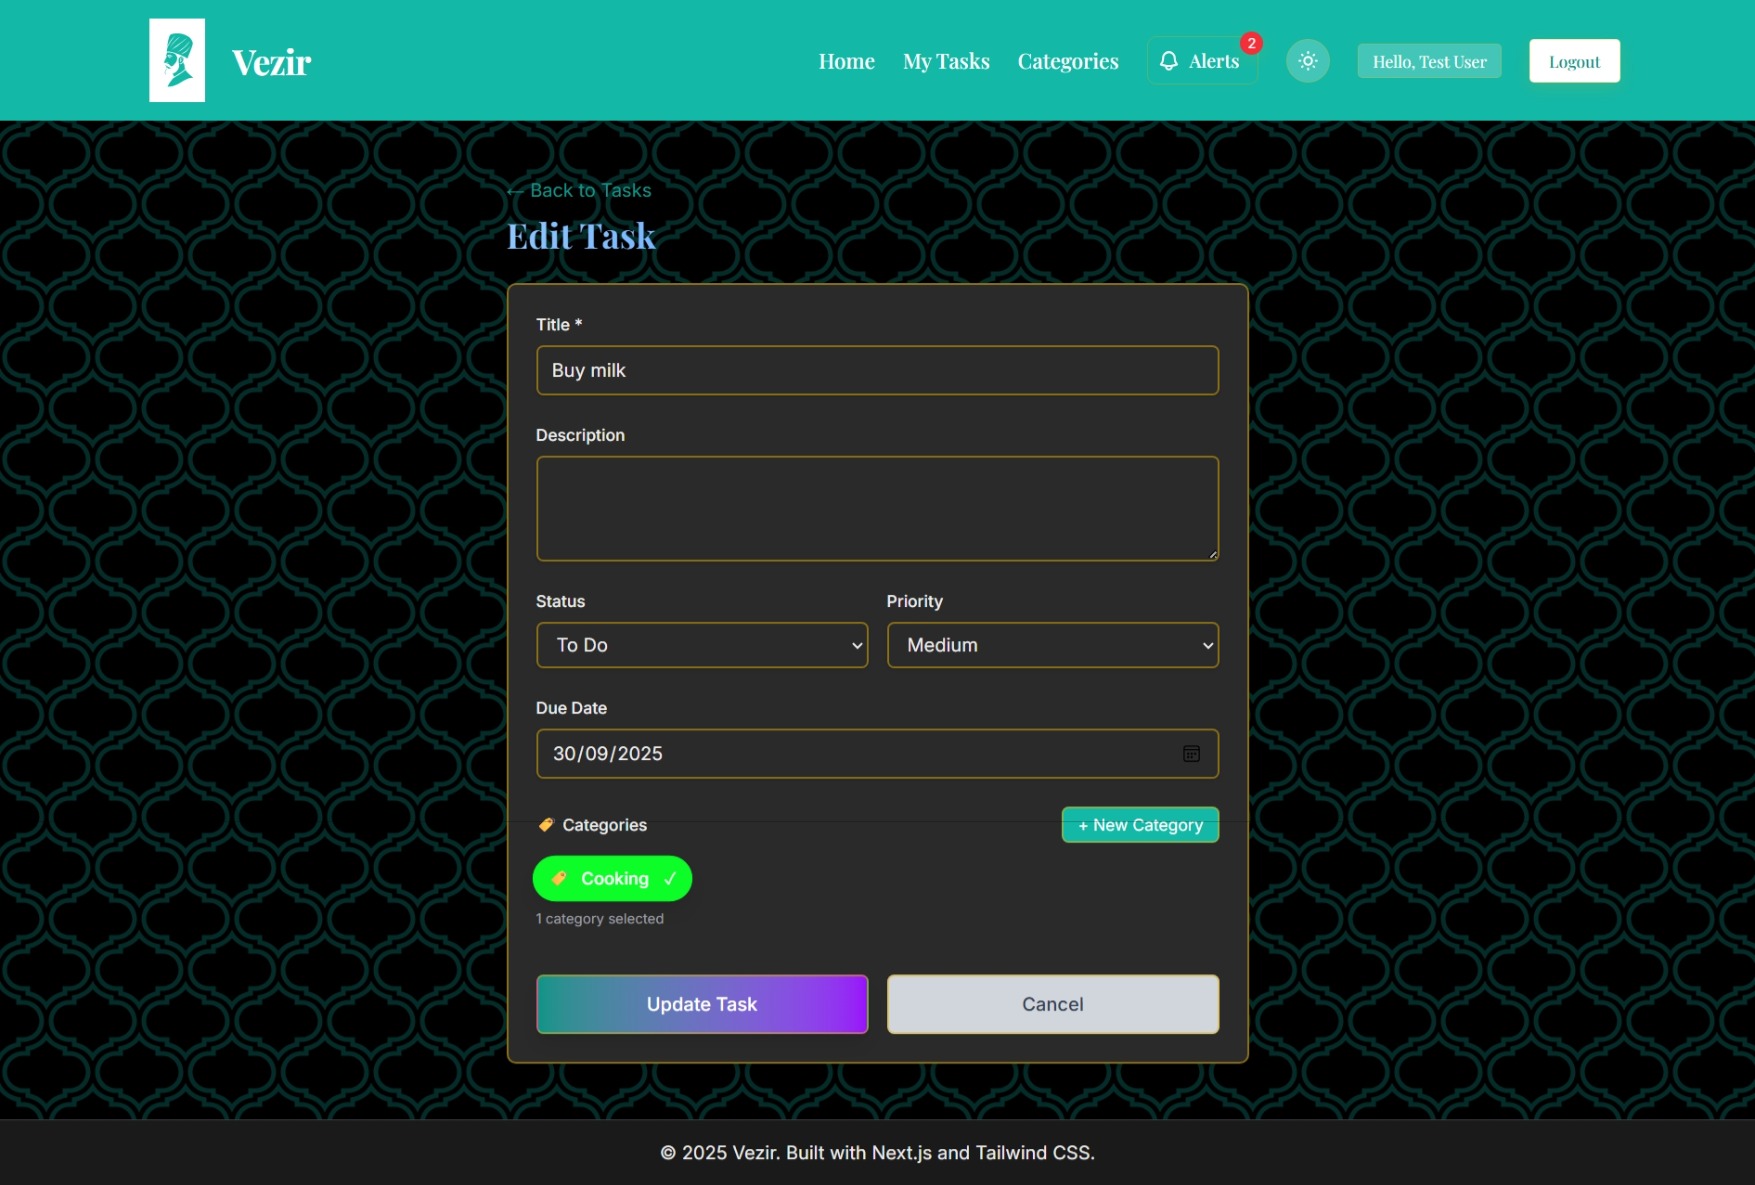 Vezir
Home
My Tasks
Categories
Alerts
2
Hello, Test User
Logout
← Back to Tasks
Edit Task
Title *
Buy milk
Description
Status
Priority
To Do
Medium
Due Date
30/09/2025
Categories
+ New Category
Cooking ✓
1 category selected
Update Task
Cancel
© 2025 Vezir. Built with Next.js and Tailwind CSS.